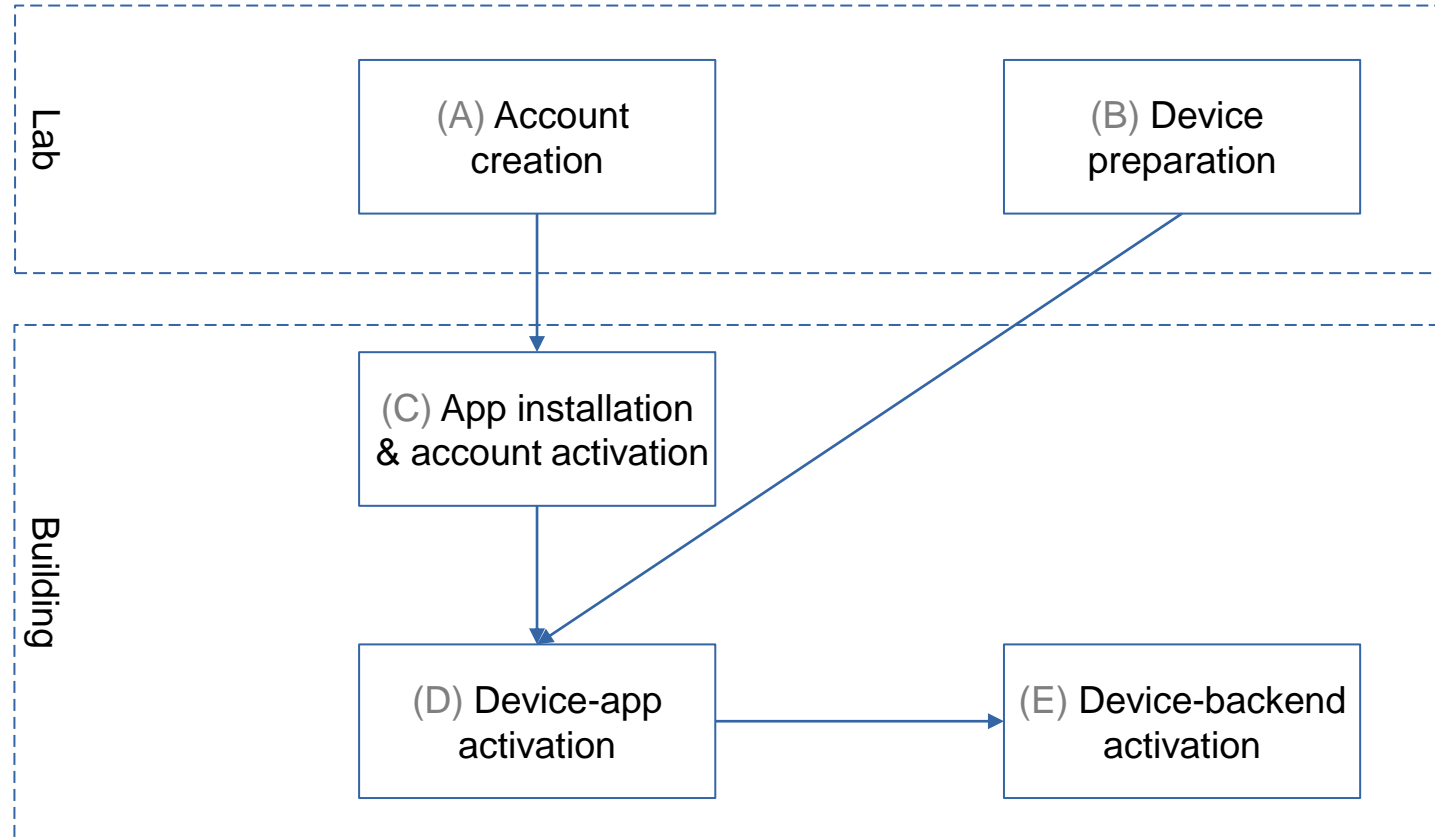 Lab
(A) Account
creation
(B) Device
preparation
Building
(C) App installation
& account activation
(D) Device-app
activation
(E) Device-backend
activation